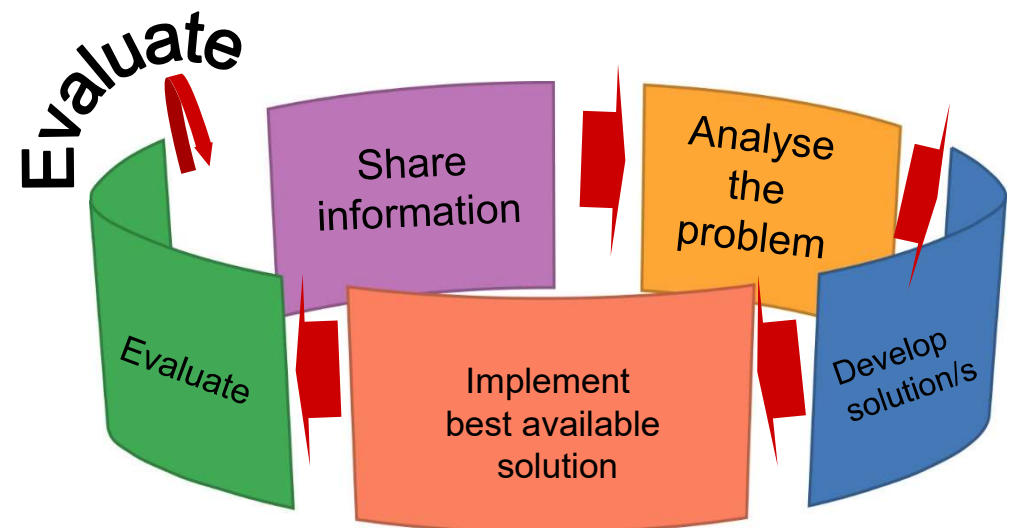 Evaluate
Share
information
Analyse
the
problem
Develop
solution/s
Implement
best available
solution
Evaluate